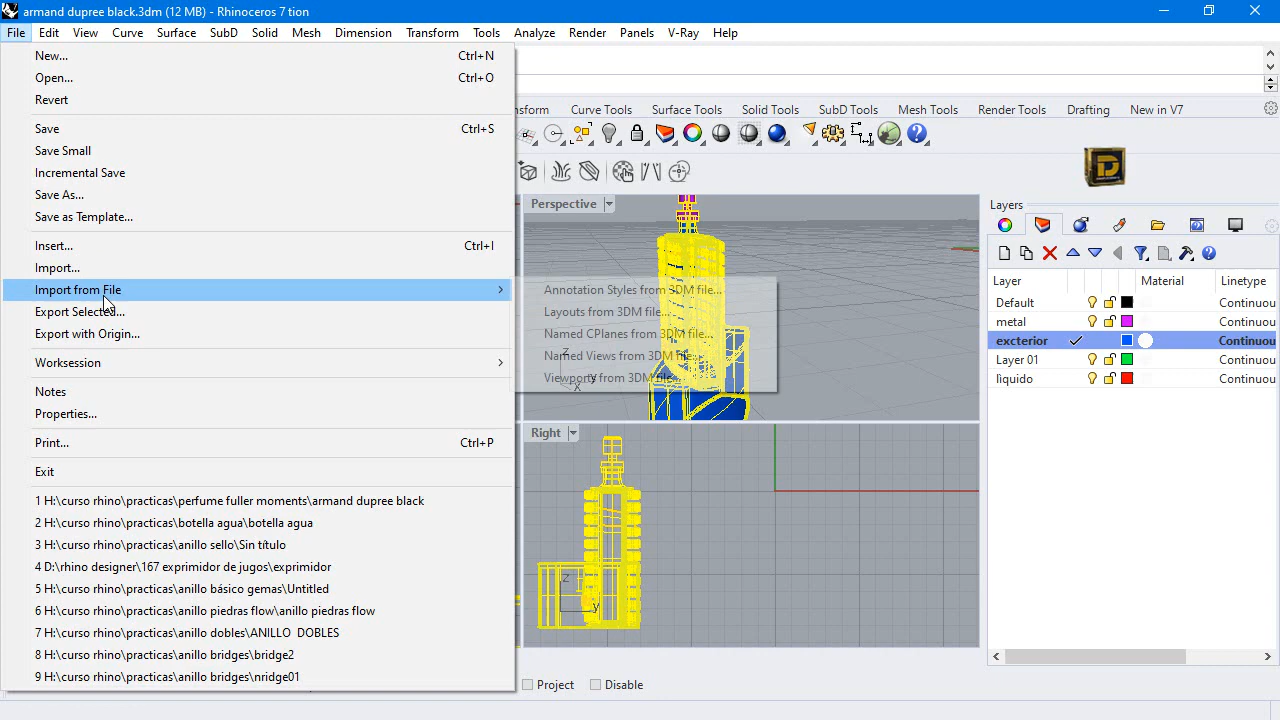 armand dupree black.3dm (12 MB) - Rhinoceros 7 tion
File Edit View Curve Surface SubD Solid Mesh Dimension Transform Tools Analyze Render Panels V-Ray Help
New... Ctrl+N
Open... Ctrl+O
Revert
Save Ctrl+S
Save Small
Incremental Save
Save As...
Save as Template...
Insert... Ctrl+I
Import...
Import from File
Export Selected...
Export with Origin...
Worksession
Notes
Properties...
Print... Ctrl+P
Exit
1 H:\curso rhino\practicas\perfume fuller moments\armand dupree black
2 H:\curso rhino\practicas\botella agua\botella agua
3 H:\curso rhino\practicas\anillo sello\Sin título
4 D:\rhino designer\167 exprimidor de jugos\exprimidor
5 H:\curso rhino\practicas\anillo básico gemas\Untitled
6 H:\curso rhino\practicas\anillo piedras flow\anillo piedras flow
7 H:\curso rhino\practicas\anillo dobles\ANILLO DOBLES
8 H:\curso rhino\practicas\anillo bridges\bridge2
9 H:\curso rhino\practicas\anillo bridges\nridge01
Annotation Styles from 3DM file...
Layouts from 3DM file...
Named CPlanes from 3DM file...
Named Views from 3DM file...
Viewports from 3DM file...
nsform Curve Tools Surface Tools Solid Tools SubD Tools Mesh Tools Render Tools Drafting New in V7
Perspective
z
y
x
Right
z
y
D
Layers
Layer Material Linetype
Default Continuou
metal Continuou
excterior Continuou
Layer 01 Continuou
liquido Continuou
Project Disable